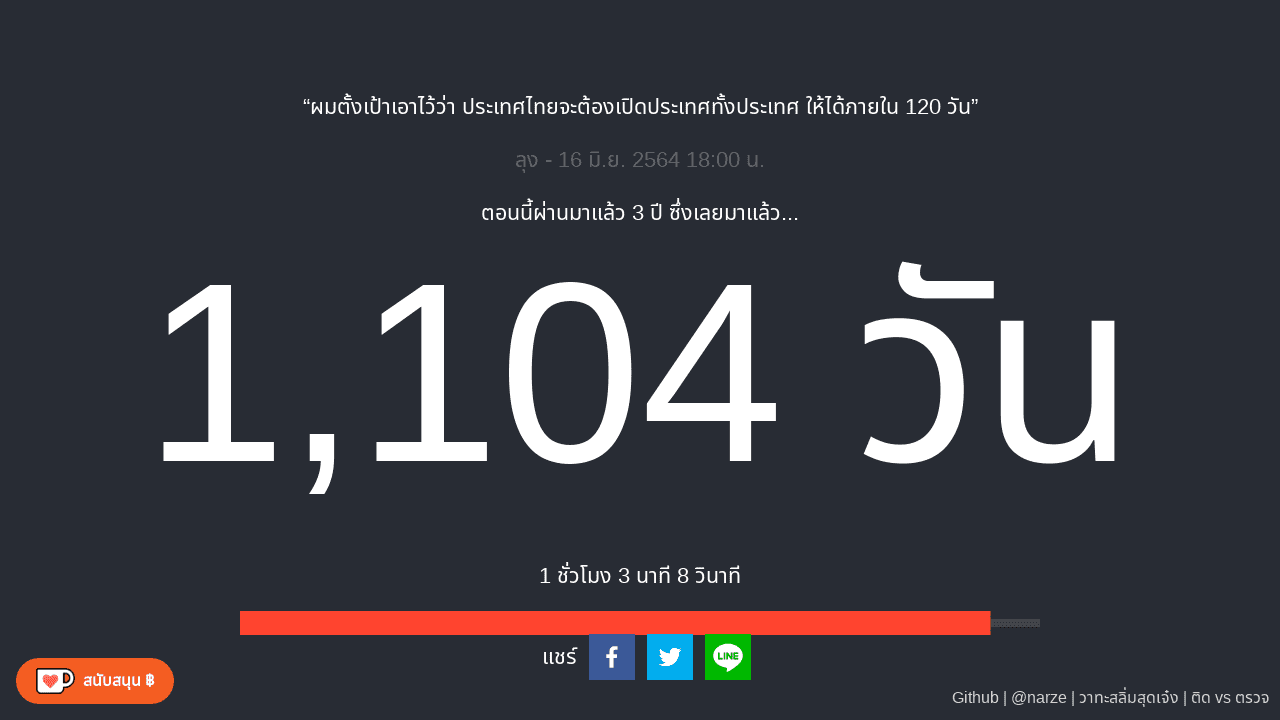 “ผมตั้งเป้าเอาไว้ว่า ประเทศไทยจะต้องเปิดประเทศทั้งประเทศ ให้ได้ภายใน 120 วัน”
ลุง - 16 มิ.ย. 2564 18:00 น.
ตอนนี้ผ่านมาแล้ว 3 ปี ซึ่งเลยมาแล้ว...
1,104 วัน
1 ชั่วโมง 3 นาที 8 วินาที
แชร์
LINE
สนับสนุน ฿
Github | @narze | วาทะสลิ่มสุดเจ๋ง | ติด vs ตรวจ